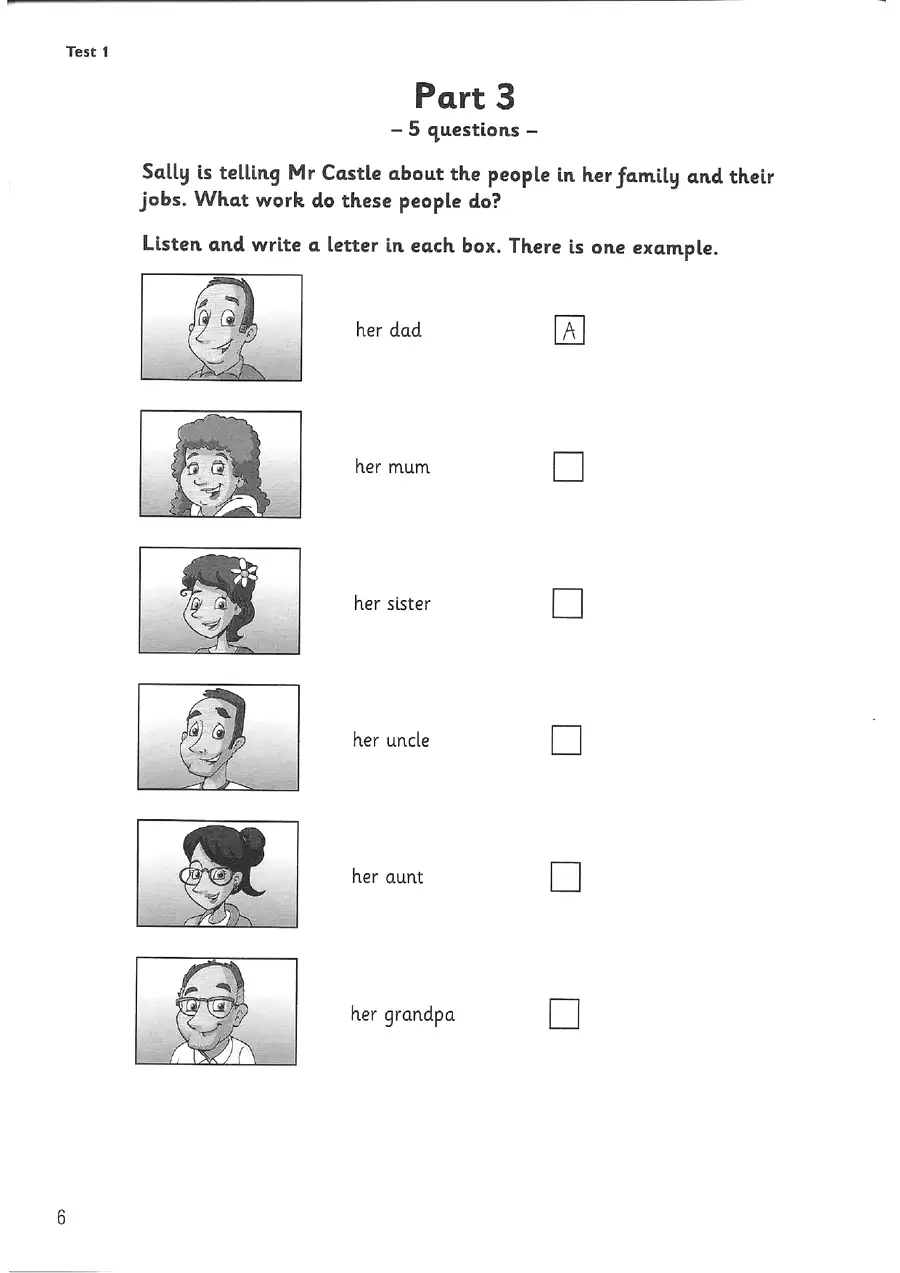 Test 1
Part 3
– 5 questions –
Sally is telling Mr Castle about the people in her family and their
jobs. What work do these people do?
Listen and write a letter in each box. There is one example.
her dad
A
her mum
her sister
her uncle
her aunt
her grandpa
6